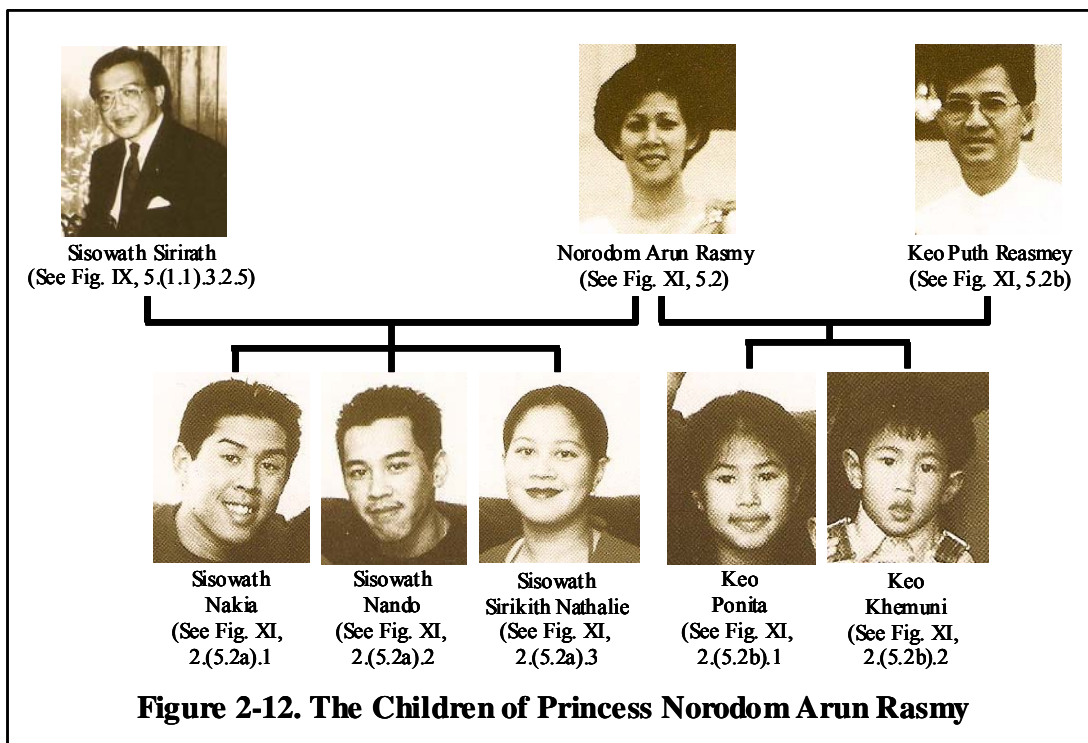 Sisowath Sirirath
(See Fig. IX, 5.(1.1).3.2.5)
Norodom Arun Rasmy
(See Fig. XI, 5.2)
Keo Puth Reasmey
(See Fig. XI, 5.2b)
Sisowath
Nakia
(See Fig. XI,
2.(5.2a).1
Sisowath
Nando
(See Fig. XI,
2.(5.2a).2
Sisowath
Sirikith Nathalie
(See Fig. XI,
2.(5.2a).3
Keo
Ponita
(See Fig. XI,
2.(5.2b).1
Keo
Khemuni
(See Fig. XI,
2.(5.2b).2
Figure 2-12. The Children of Princess Norodom Arun Rasmy